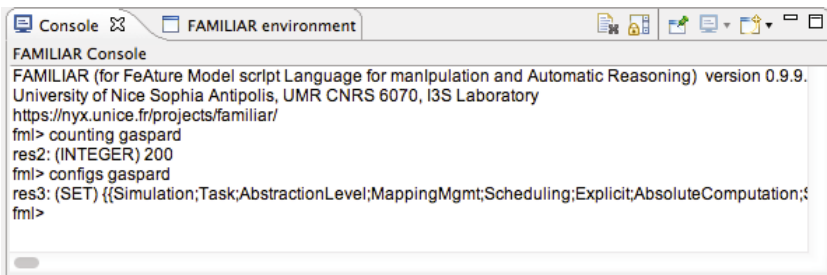 Console
FAMILIAR environment
FAMILIAR Console
FAMILIAR (for FeAture Model scrIpt Language for manIpulation and Automatic Reasoning) version 0.9.9.
University of Nice Sophia Antipolis, UMR CNRS 6070, I3S Laboratory
https://nyx.unice.fr/projects/familiar/
fml> counting gaspard
res2: (INTEGER) 200
fml> configs gaspard
res3: (SET) {{Simulation;Task;AbstractionLevel;MappingMgmt;Scheduling;Explicit;AbsoluteComputation;
fml>